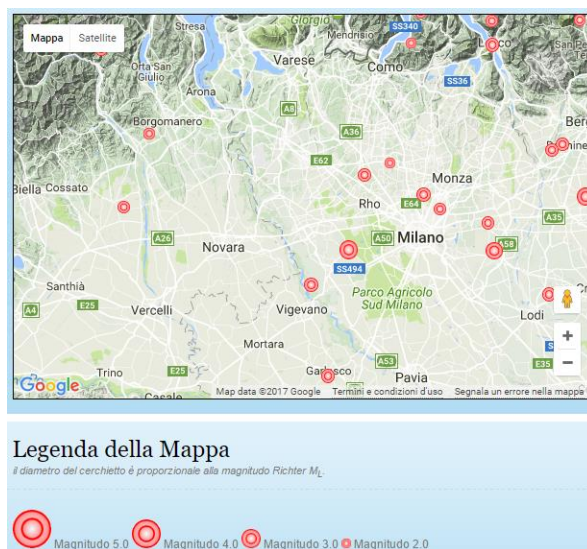 Giorgio
SS340
Mappa Satellite
Stresa
Mendrisio
Varese
Como
SS36
Orta San
Giulio
Arona
A8
Borgomanero
A36
E62
Monza
Biella Cossato
Rho
E64
A35
A26
Novara
A50
Milano
A58
SS494
Santhià
Parco Agricolo
Sud Milano
A4
E25
Vercelli
Vigevano
Lodi
Mortara
Trino
E25
A53
E35
Pavia
Casale
Google
Map data ©2017 Google Termini e condizioni d'uso Segnala un errore nella mappa
Legenda della Mappa
il diametro del cerchietto é proporzionale alla magnitudo Richter ML.
Magnitudo 5.0 Magnitudo 4.0 Magnitudo 3.0 Magnitudo 2.0